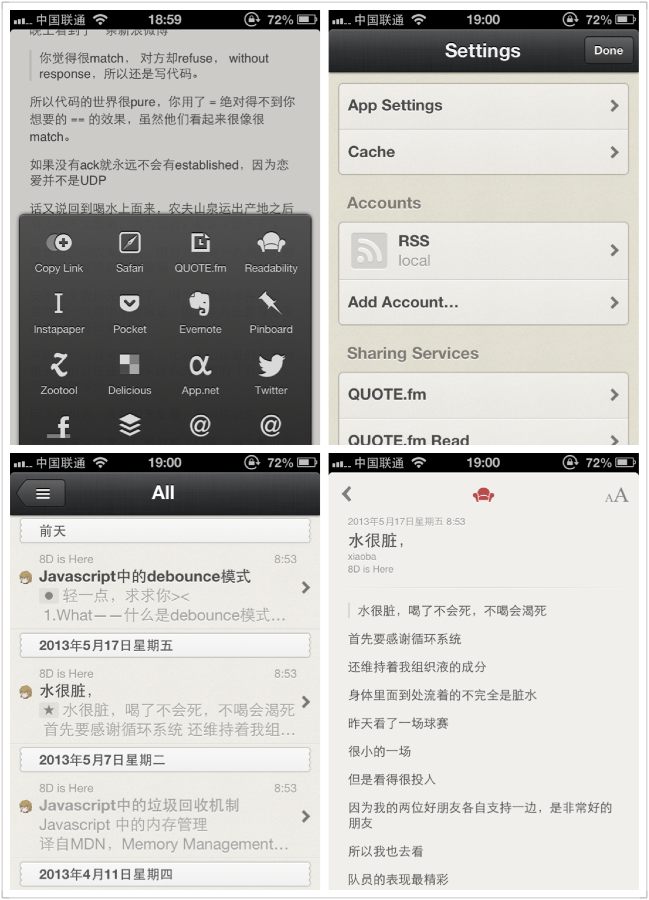 中国联通 18:59 72%
晚上看到了一条新浪微博
你觉得很match， 对方却refuse， without
response，所以还是写代码。
所以代码的世界很pure，你用了 = 绝对得不到你
想要的 == 的效果，虽然他们看起来很像很
match。
如果没有ack就永远不会有established，因为恋
爱并不是UDP
话又说回到喝水上面来，农夫山泉运出产地之后
Copy Link Safari QUOTE.fm Readability
Instapaper Pocket Evernote Pinboard
Zootool Delicious App.net Twitter
中国联通 19:00 72%
Settings Done
App Settings
Cache
Accounts
RSS
local
Add Account...
Sharing Services
QUOTE.fm
QUOTE.fm Read
中国联通 19:00 72%
All
前天
8D is Here 8:53
Javascript中的debounce模式
轻一点，求求你><
1.What——什么是debounce模式...
2013年5月17日星期五
8D is Here 8:53
水很脏，
水很脏，喝了不会死，不喝会渴死
首先要感谢循环系统 还维持着我组...
2013年5月7日星期二
8D is Here 8:53
Javascript中的垃圾回收机制
Javascript 中的内存管理
译自MDN，Memory Management...
2013年4月11日星期四
中国联通 19:00 72%
AA
2013年5月17日星期五 8:53
水很脏，
xiaoba
8D is Here
水很脏，喝了不会死，不喝会渴死
首先要感谢循环系统
还维持着我组织液的成分
身体里面到处流着的不完全是脏水
昨天看了一场球赛
很小的一场
但是看得很投人
因为我的两位好朋友各自支持一边，是非常好的
朋友
所以我也去看
队员的表现最精彩